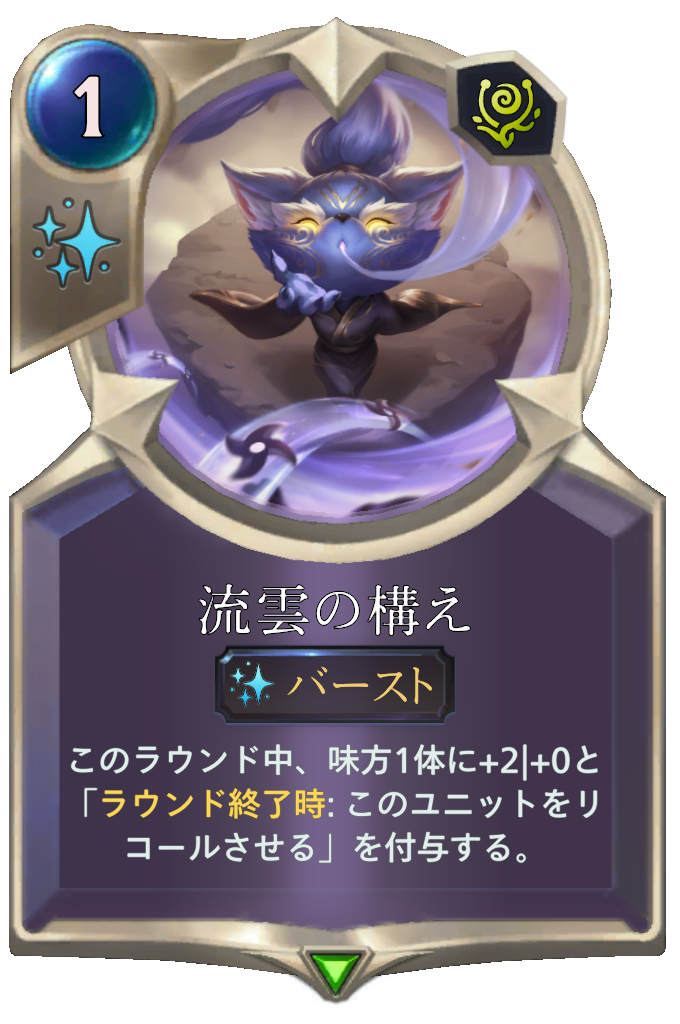 1
流雲の構え
バースト
このラウンド中、味方1体に+2|+0と
「ラウンド終了時: このユニットをリ
コールさせる」を付与する。